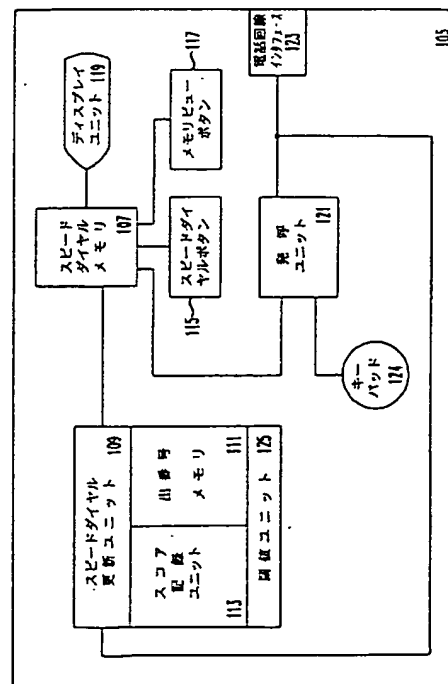 105
電話回線
インタフェース
123
117
メモリビュー
ボタン
ディスプレイ
ユニット
119
スピード
ダイヤル
メモリ
107
スピードダイ
ヤルボタン
115
発呼
ユニット
121
キー
パッド
124
スピードダイヤル
更新ユニット
109
出番号
メモリ
111
スコア
記録
ユニット
113
閾値ユニット
125